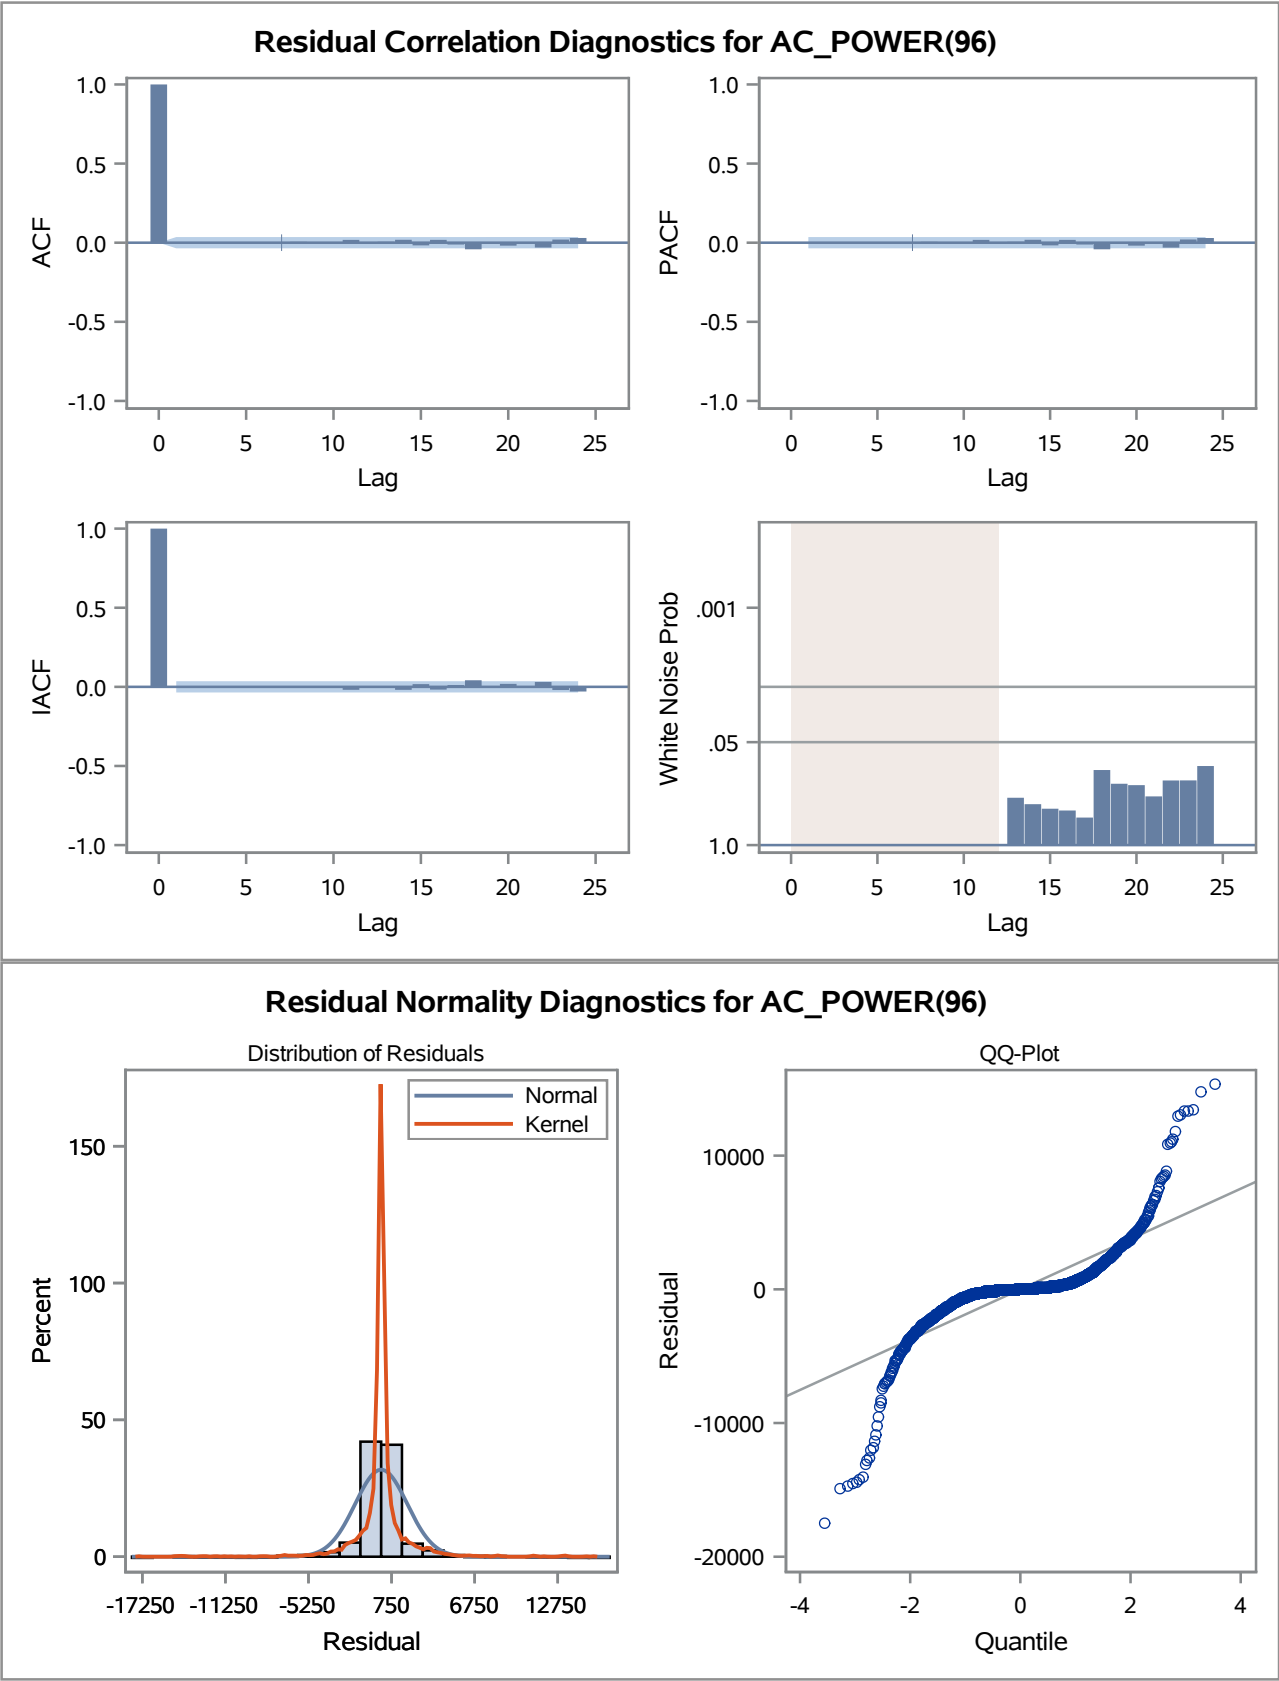 Residual Correlation Diagnostics for AC_POWER(96)
1.0
0.5
0.0
-0.5
-1.0
ACF
0 5 10 15 20 25
Lag
1.0
0.5
0.0
-0.5
-1.0
PACF
0 5 10 15 20 25
Lag
1.0
0.5
0.0
-0.5
-1.0
IACF
0 5 10 15 20 25
Lag
.001
.05
1.0
White Noise Prob
0 5 10 15 20 25
Lag
Residual Normality Diagnostics for AC_POWER(96)
Distribution of Residuals
Normal
Kernel
150
100
50
0
Percent
-17250 -11250 -5250 750 6750 12750
Residual
QQ-Plot
10000
0
-10000
-20000
Residual
-4 -2 0 2 4
Quantile